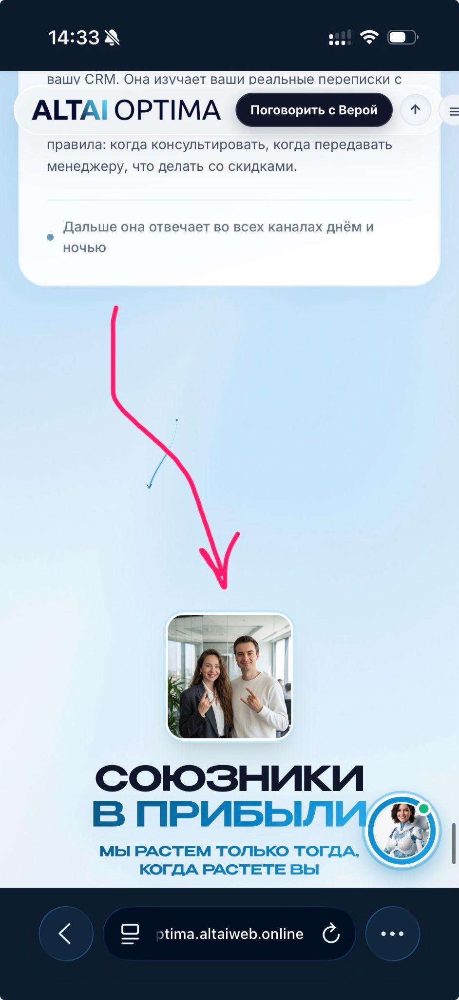 14:33
вашу CRM. Она изучает ваши реальные переписки с
ALTAI OPTIMA
Поговорить с Верой
правила: когда консультировать, когда передавать
менеджеру, что делать со скидками.
Дальше она отвечает во всех каналах днём и
ночью
СОЮЗНИКИ
В ПРИБЫЛИ
МЫ РАСТЕМ ТОЛЬКО ТОГДА,
КОГДА РАСТЕТЕ ВЫ
ptima.altaiweb.online